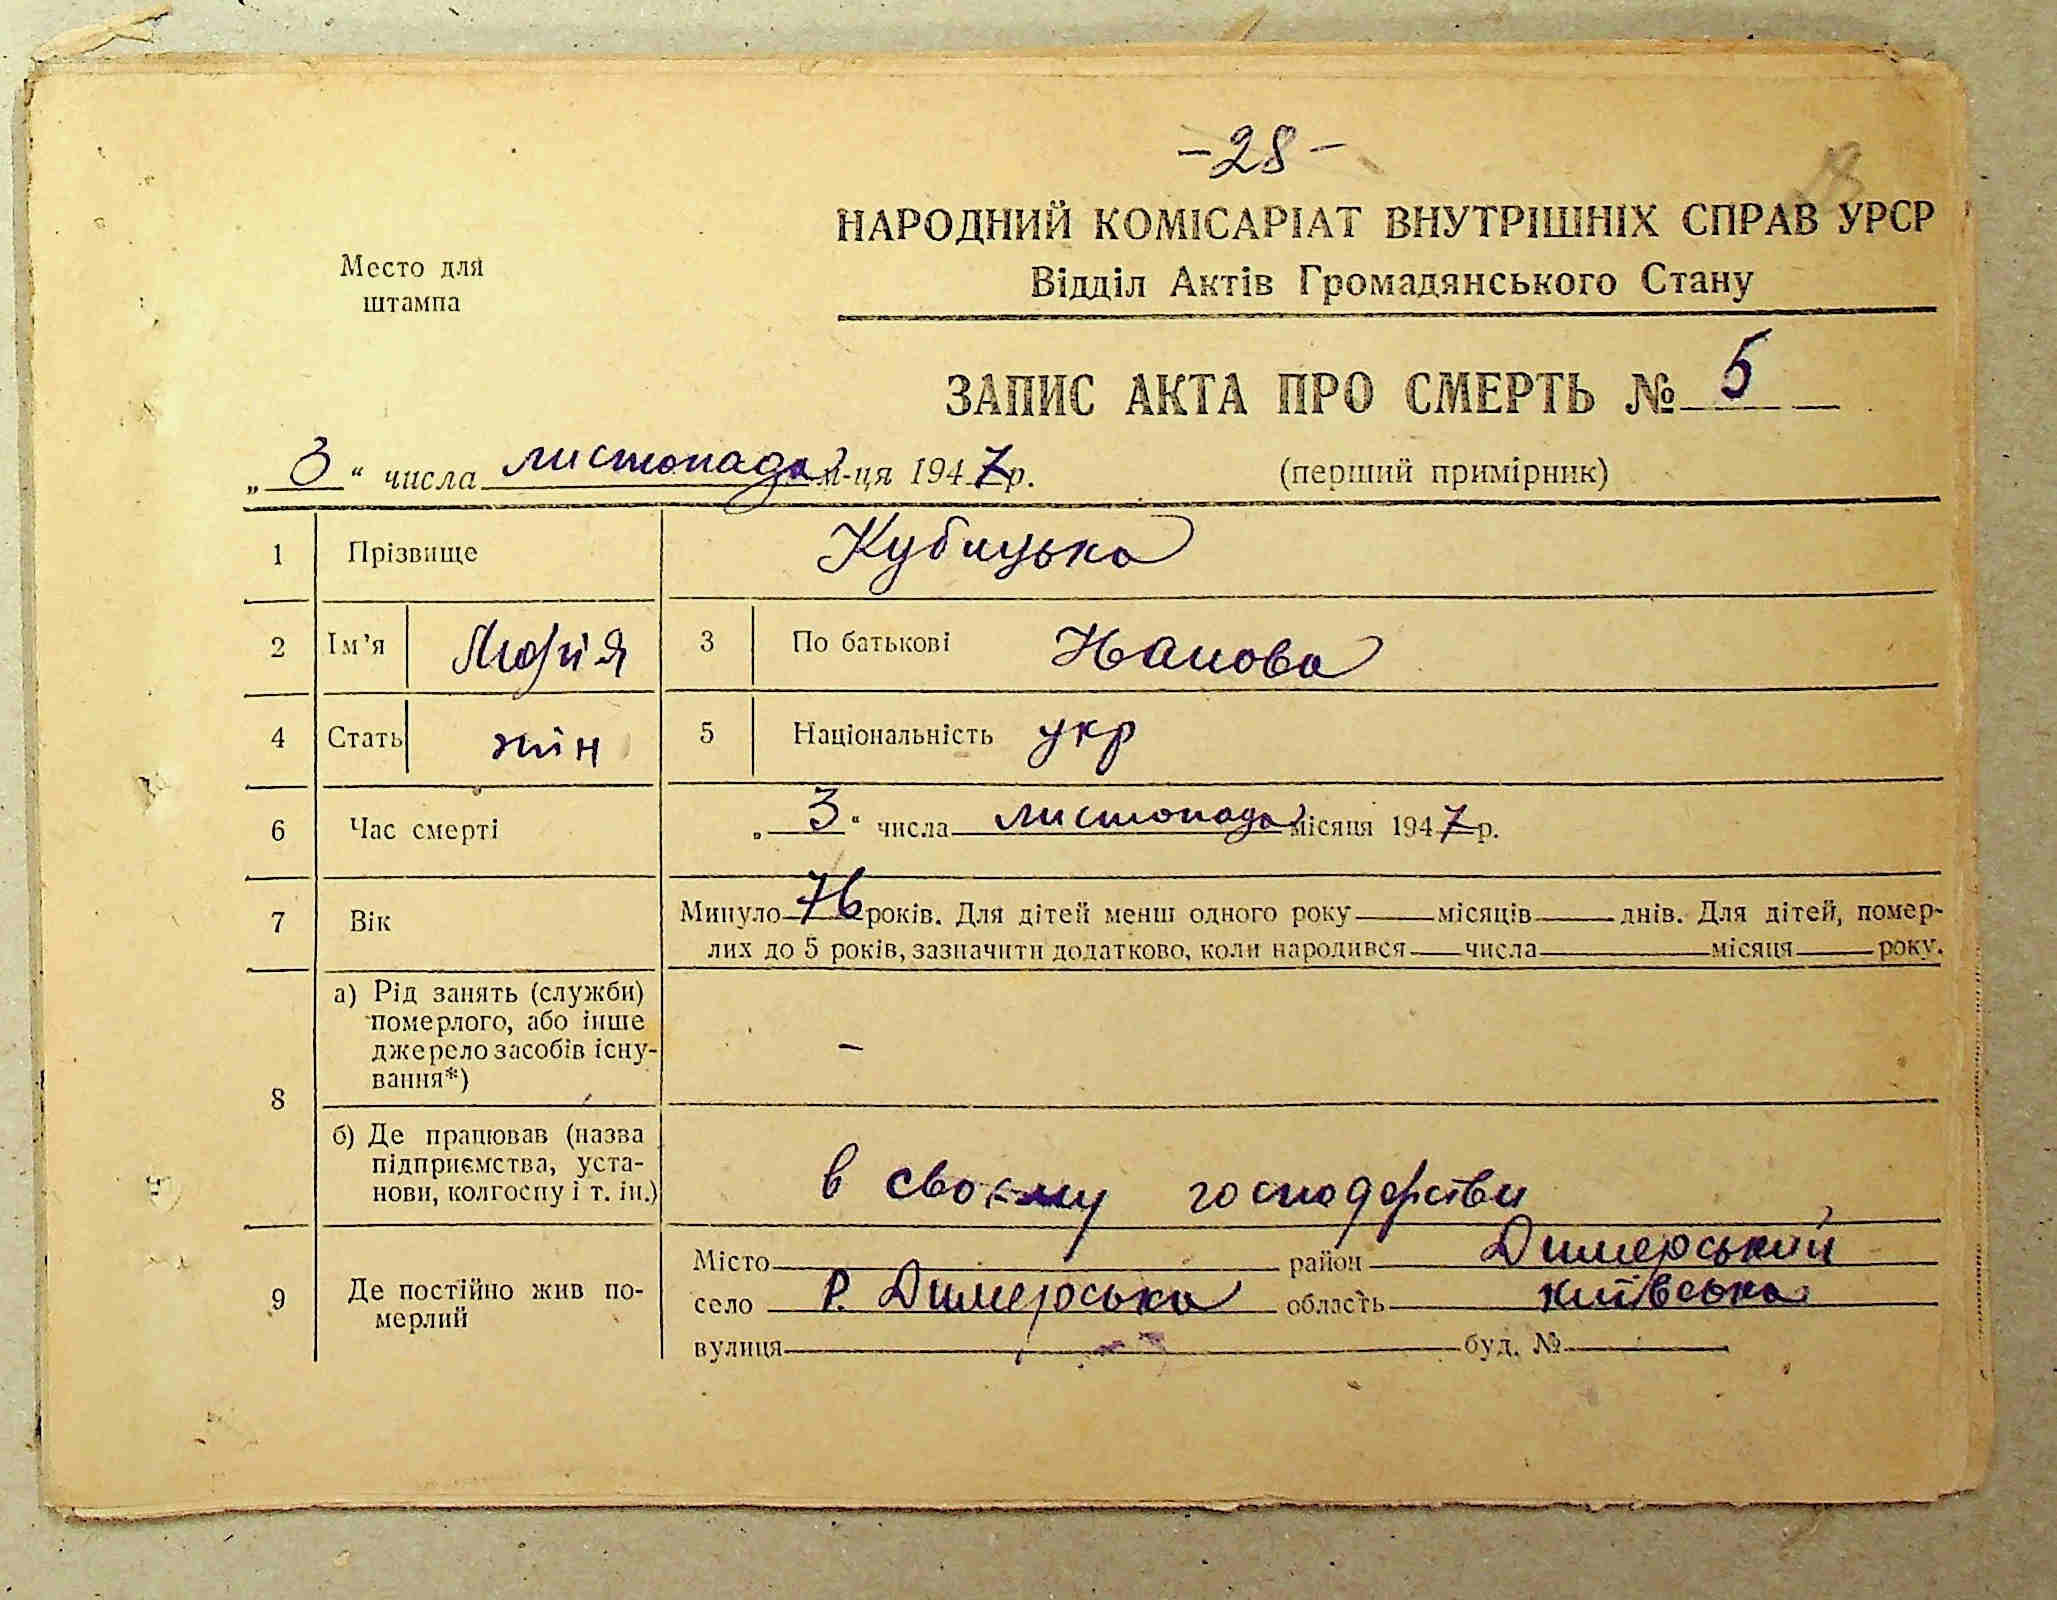 -28-
28
НАРОДНИЙ КОМІСАРІАТ ВНУТРІШНІХ СПРАВ УРСР
Место для штампа
Відділ Актів Громадянського Стану
ЗАПИС АКТА ПРО СМЕРТЬ № 5
„3“ числа листопада м-ця 1947 р. (перший примірник)
1 Прізвище Кубицька
2 Ім’я Марія 3 По батькові
4 Стать жін 5 Національність укр
6 Час смерті „3“ числа листопада місяця 1947 р.
7 Вік Минуло 76 років. Для дітей менш одного року місяців днів. Для дітей, помер-
лих до 5 років, зазначити додатково, коли народився числа місяця року.
8 а) Рід занять (служби)
померлого, або інше
джерело засобів існу-
вання*) –
б) Де працював (назва
підприємства, уста-
нови, колгоспу і т. ін.) в своєму господарстви
9 Де постійно жив по-
мерлий
Місто район Димерський
село Р. Димерська область київська
вулиця буд. №